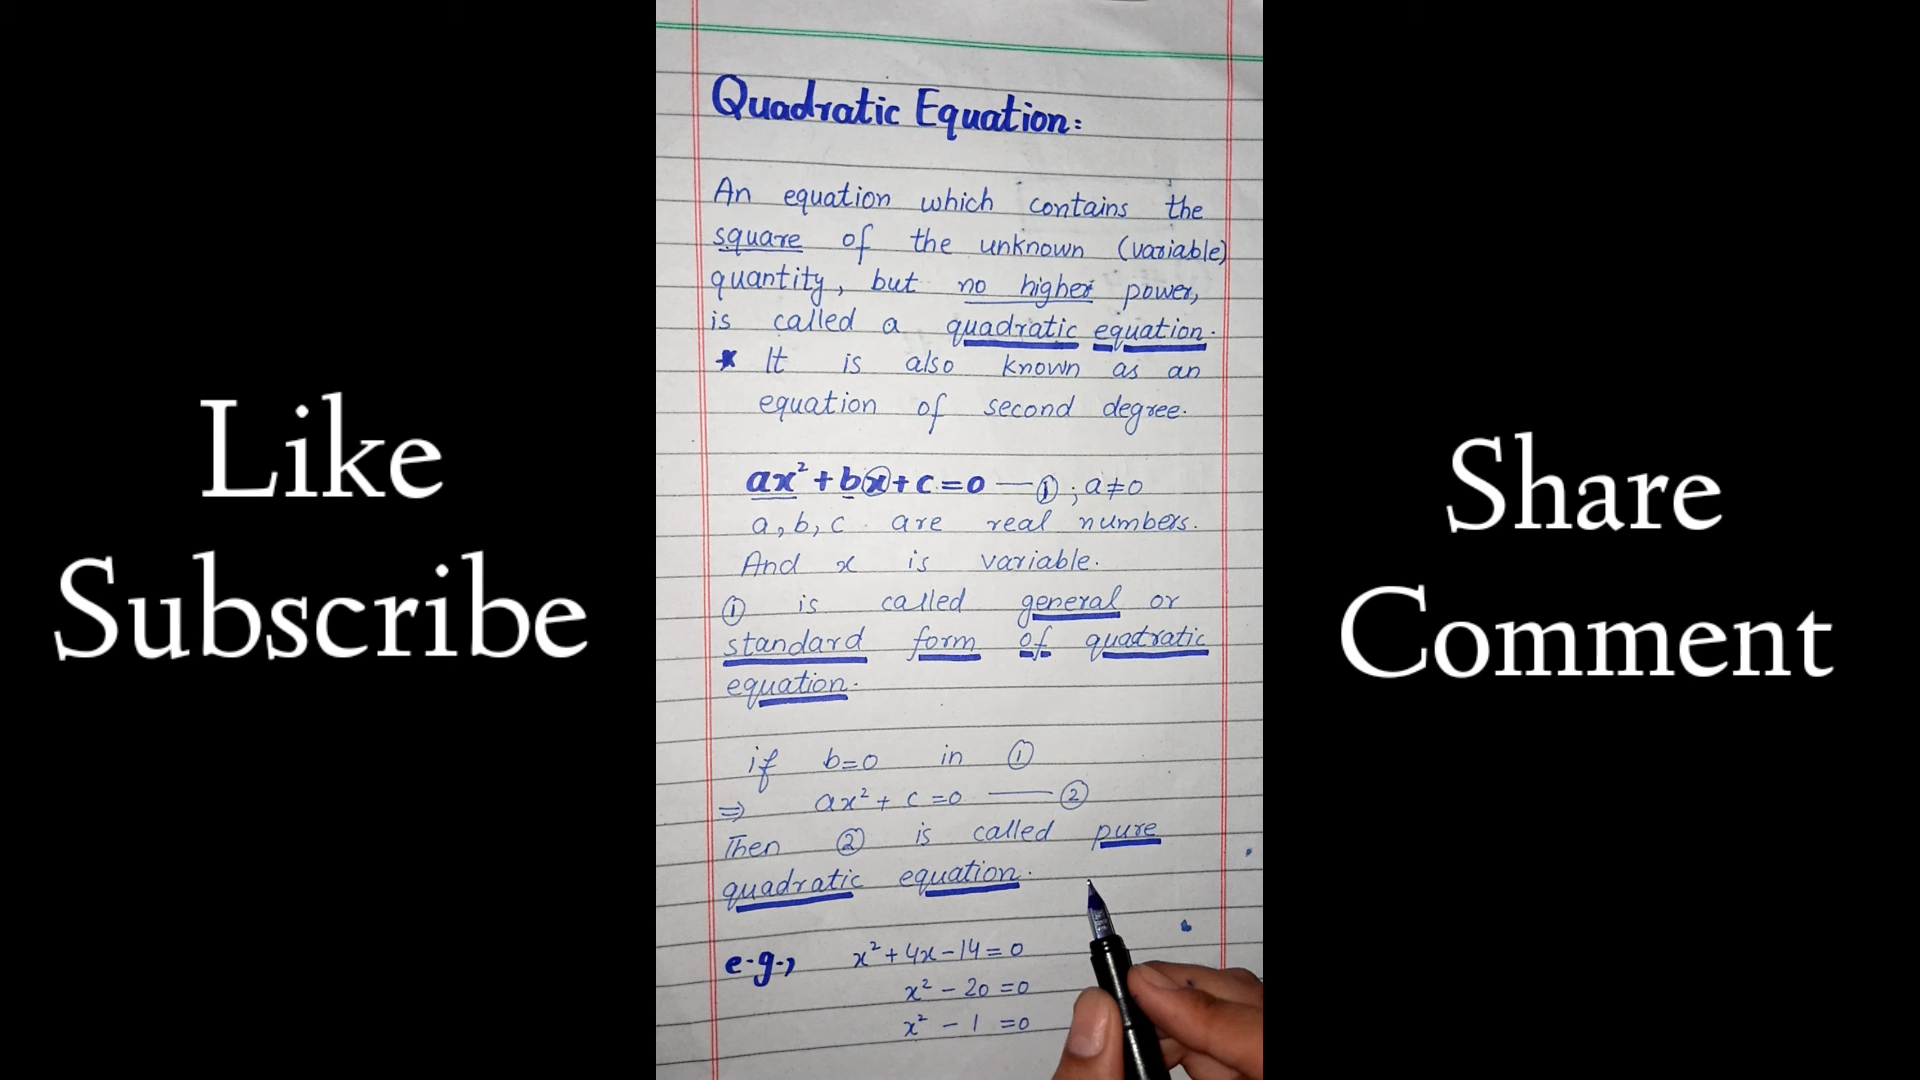 Like
Subscribe
Quadratic Equation:
An equation which contains the
square of the unknown (variable)
quantity, but no higher power,
is called a quadratic equation.
* It is also known as an
equation of second degree.
ax² + bx + c = 0 — ① ; a≠0
a, b, c are real numbers.
And x is variable.
① is called general or
standard form of quadratic
equation.
if b=0 in ①
⇒ ax² + c = 0 — ②
Then ② is called pure
quadratic equation.
e.g., x² + 4x - 14 = 0
x² - 20 = 0
x² - 1 = 0
Share
Comment